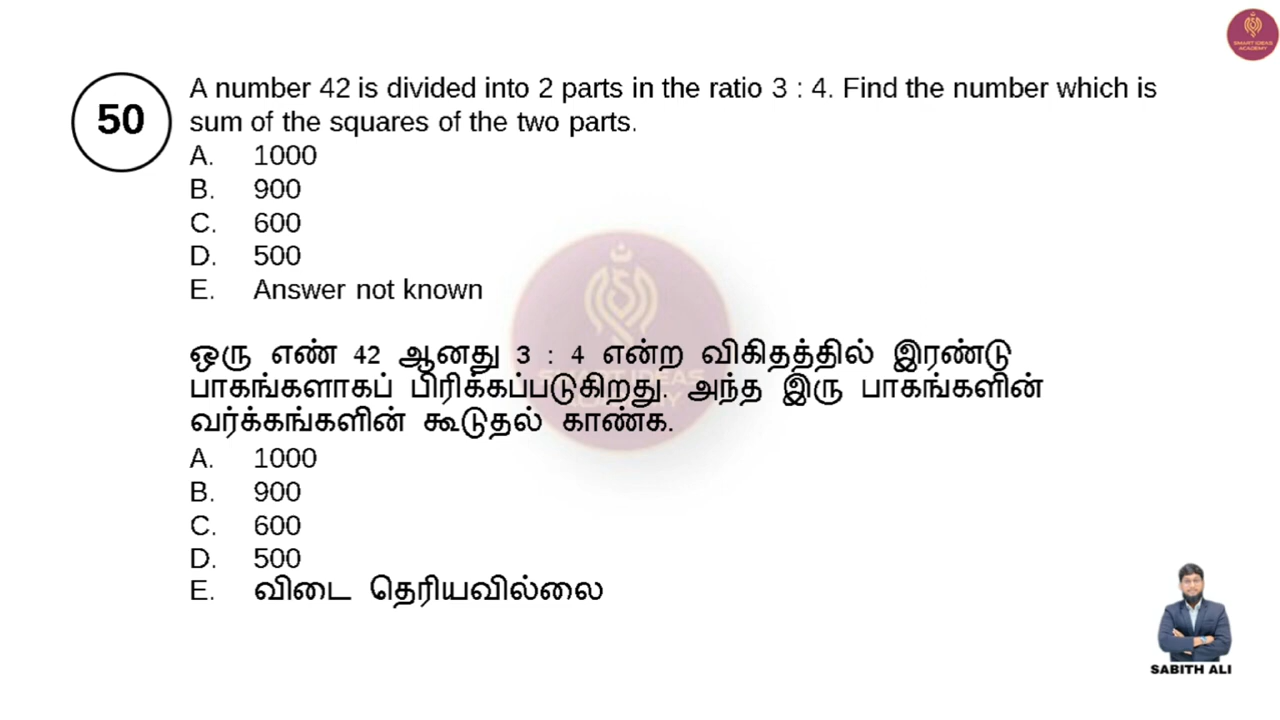 SMART IDEAS
ACADEMY
50
A number 42 is divided into 2 parts in the ratio 3 : 4. Find the number which is
sum of the squares of the two parts.
A. 1000
B. 900
C. 600
D. 500
E. Answer not known
ஒரு எண் 42 ஆனது 3 : 4 என்ற விகிதத்தில் இரண்டு
பாகங்களாகப் பிரிக்கப்படுகிறது. அந்த இரு பாகங்களின்
வர்க்கங்களின் கூடுதல் காண்க.
A. 1000
B. 900
C. 600
D. 500
E. விடை தெரியவில்லை
SABITH ALI